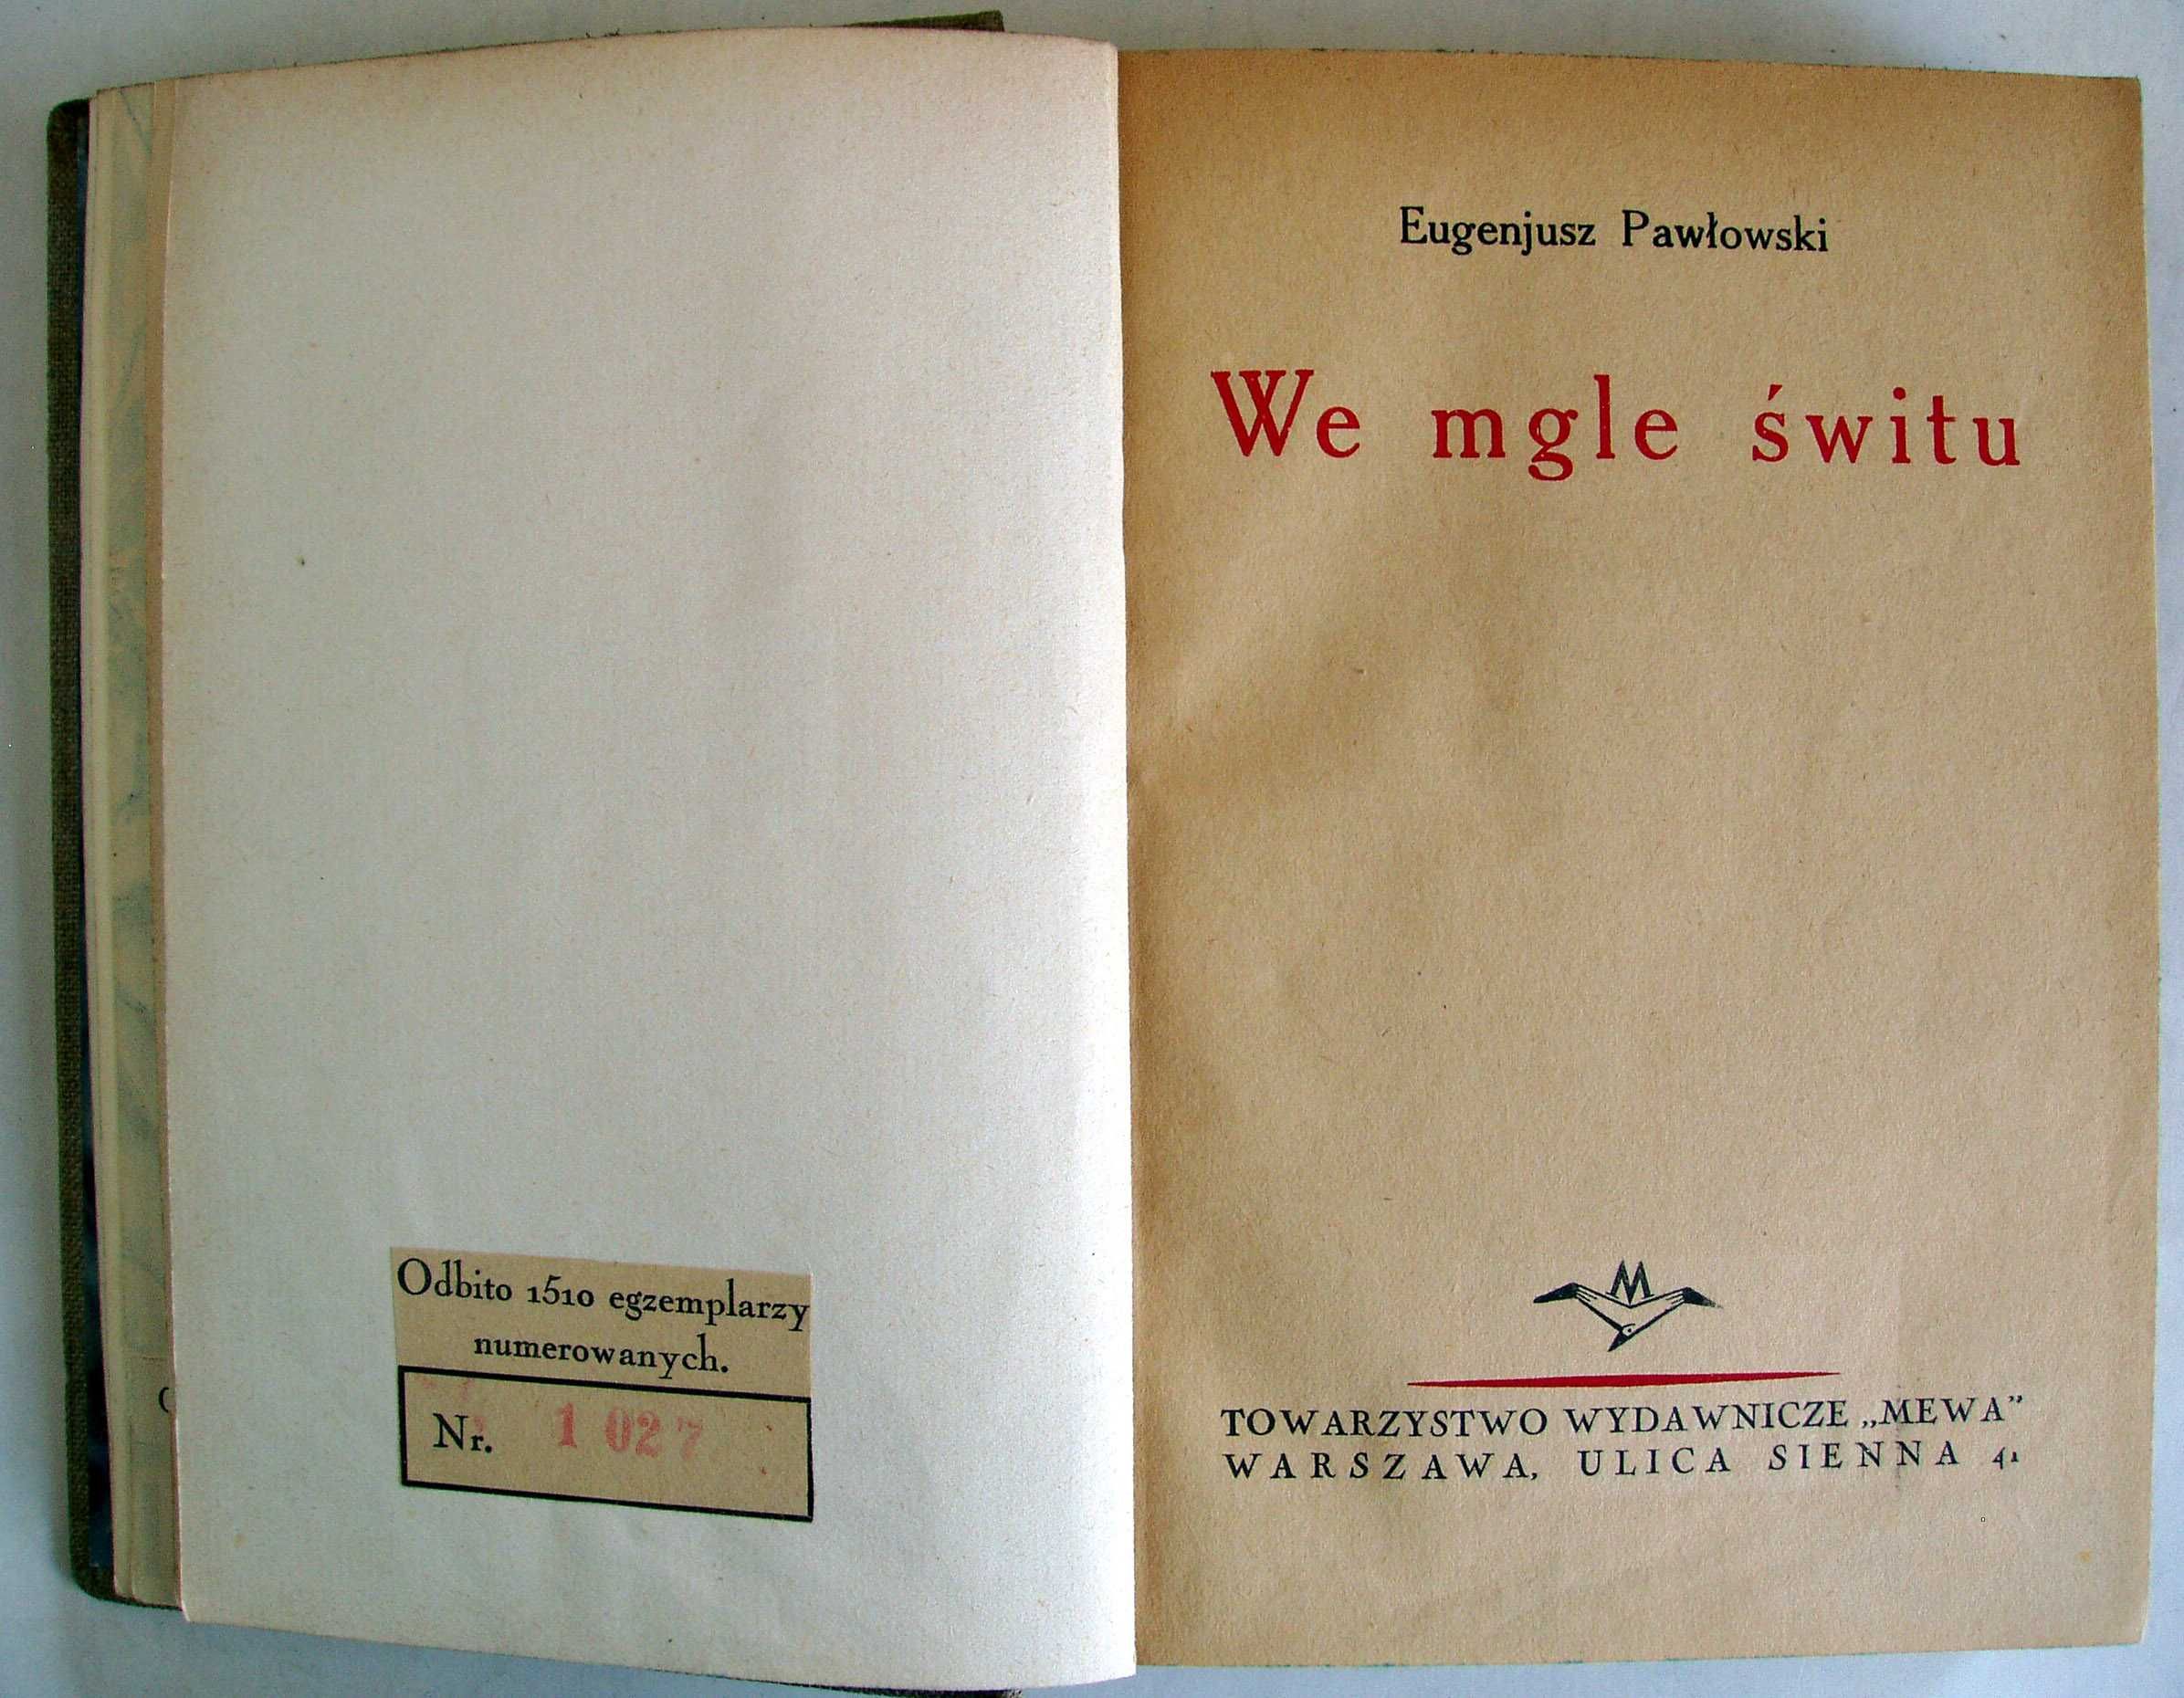 Odbito 1510 egzemplarzy
numerowanych.
Nr. 1027
Eugenjusz Pawłowski
We mgle świtu
M
TOWARZYSTWO WYDAWNICZE „MEWA”
WARSZAWA, ULICA SIENNA 41